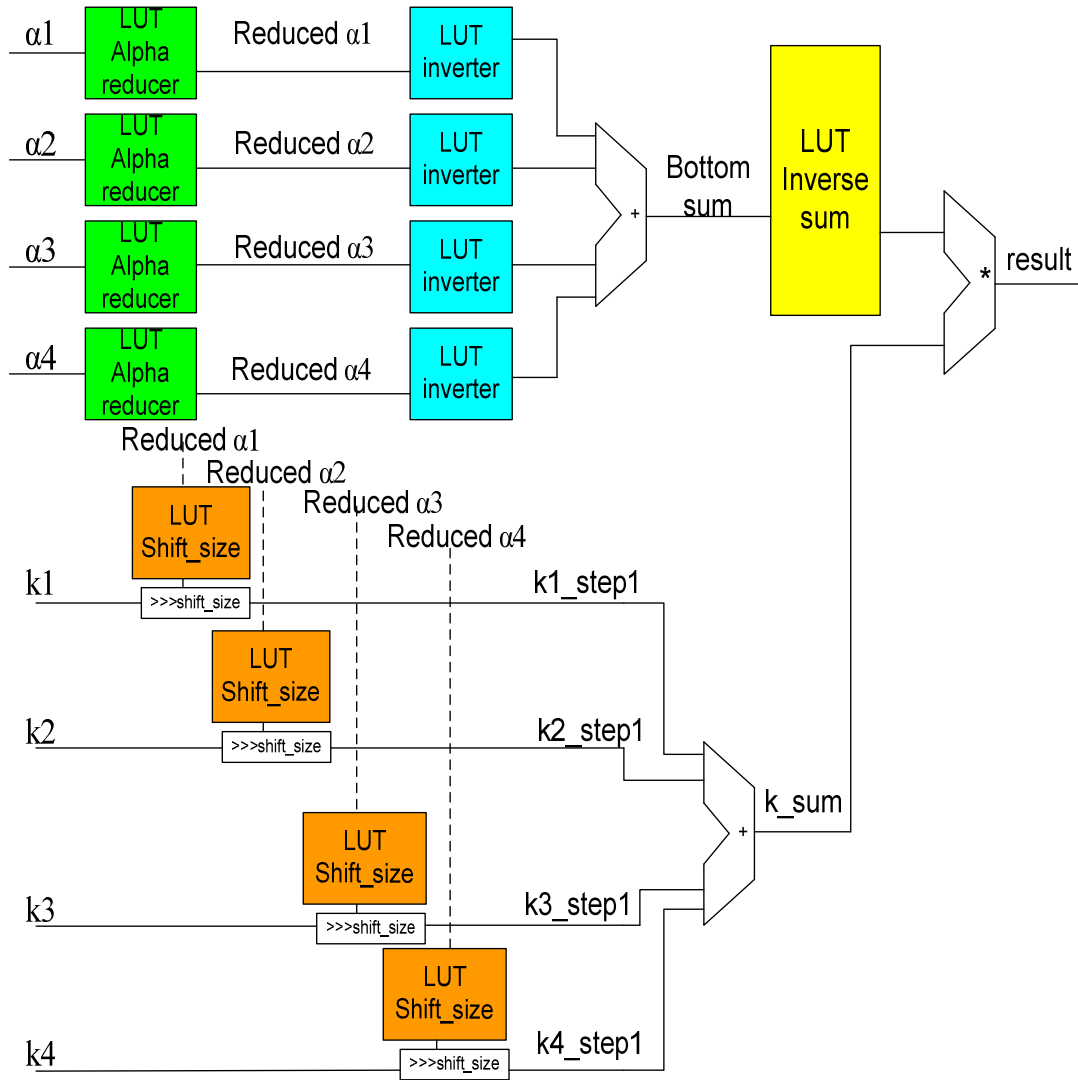 α1
LUT
Alpha
reducer
Reduced α1
LUT
inverter
α2
LUT
Alpha
reducer
Reduced α2
LUT
inverter
α3
LUT
Alpha
reducer
Reduced α3
LUT
inverter
α4
LUT
Alpha
reducer
Reduced α4
LUT
inverter
+
Bottom
sum
LUT
Inverse
sum
*
result
Reduced α1
Reduced α2
Reduced α3
Reduced α4
LUT
Shift_size
k1
>>>shift_size
k1_step1
LUT
Shift_size
k2
>>>shift_size
k2_step1
LUT
Shift_size
k3
>>>shift_size
k3_step1
LUT
Shift_size
k4
>>>shift_size
k4_step1
+
k_sum